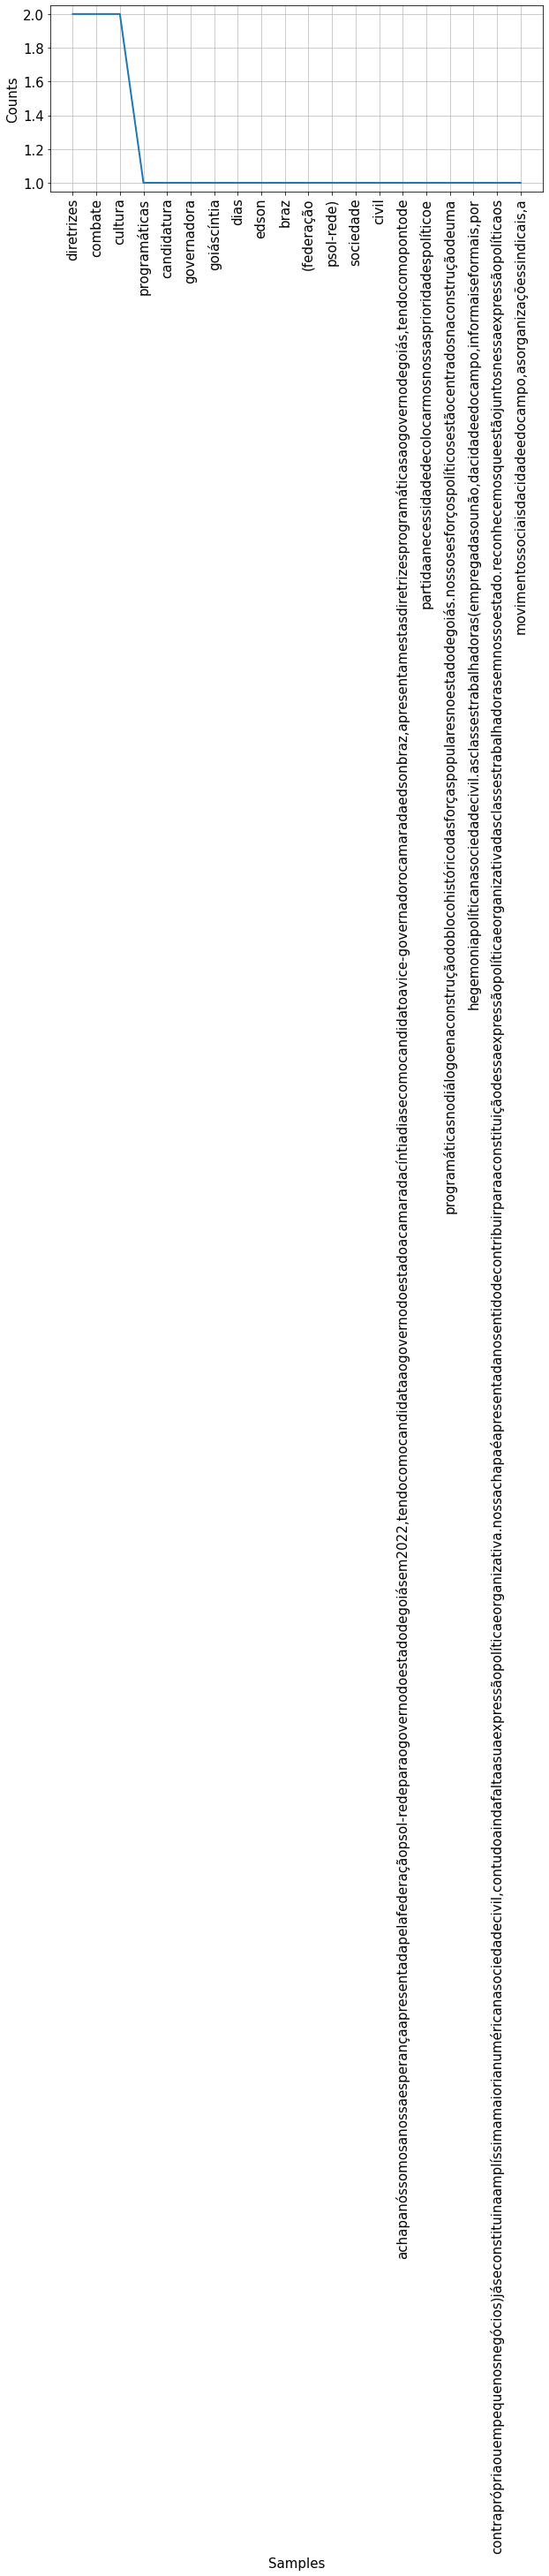 2.0
1.8
1.6
1.4
1.2
1.0
Counts
diretrizes
combate
cultura
programáticas
candidatura
governadora
goiáscíntia
dias
edson
braz
(federação
psol-rede)
sociedade
civil
achapanóssomosanossaesperançaapresentadapelafederaçãopsol-redeparaogovernodoestadodegoiásem2022,tendocomocandidataaogovernodoestadoacamaradacíntiadiasecomocandidatoavice-governadorocamaradaedsonbraz,apresentamestasdiretrizesprogramáticasaogovernodegoiás,tendocomopontode
partidaanecessidadedecolocarmosnossasprioridadespolíticoe
programáticasnodiálogoenaconstruçãodoblocohistóricodasforçaspopularesnoestadodegoiás.nossosesforçospolíticosestãocentradosnaconstruçãodeuma
hegemoniapolíticanasociedadecivil.asclassestrabalhadoras(empregadasounão,dacidadeedocampo,informaiseformais,por
contraprópriaouempequenosnegócios)jáseconstituinaamplíssimamaiorianuméricanasociedadecivil,contudoaindafaltaasuaexpressãopolíticaeorganizativa.nossachapaéapresentadanosentidodecontribuirparaaconstituiçãodessaexpressãopolíticaeorganizativadasclassestrabalhadorasemnossoestado.reconhecemosqueestãojuntosnessaexpressãopolíticaos
movimentossociaisdacidadeedocampo,asorganizaçõessindicais,a
Samples